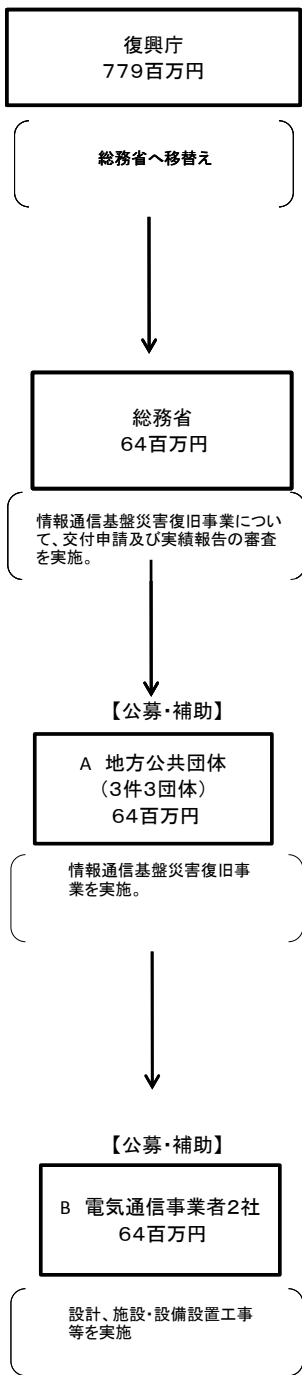 復興庁
779百万円
総務省へ移替え
総務省
64百万円
情報通信基盤災害復旧事業につい
て、交付申請及び実績報告の審査
を実施。
【公募・補助】
A 地方公共団体
(3件3団体)
64百万円
情報通信基盤災害復旧事
業を実施。
【公募・補助】
B 電気通信事業者2社
64百万円
設計、施設・設備設置工事
等を実施